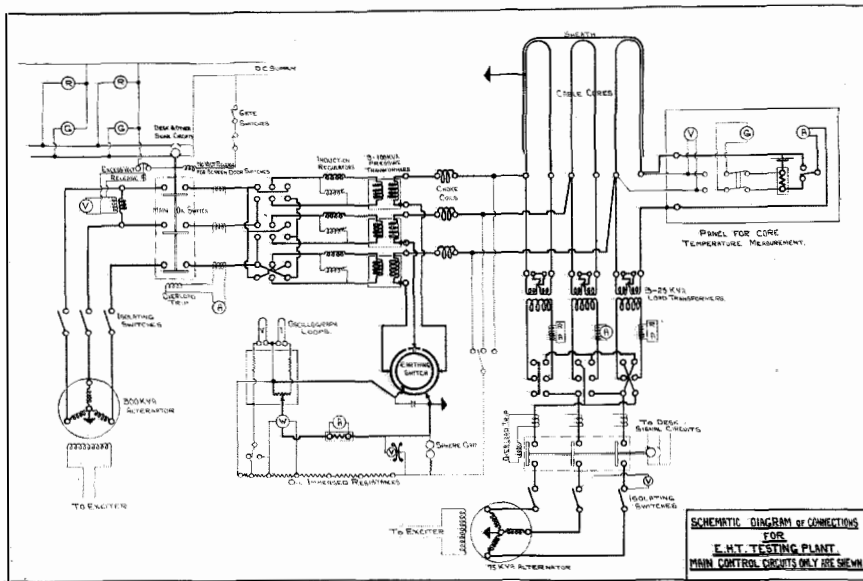 SHEATH
D.C. SUPPLY
CABLE CORES
R
R
GATE
SWITCHES
G
G
V
G
A
DESK & OTHER
SIGNAL CIRCUITS
NO VOLT RELEASE
FOR SCREEN DOOR SWITCHES
INDUCTION
REGULATORS
3-100 KVA
PRESSURE
TRANSFORMERS
EXCESS VOLT
RELEASE
V
MAIN OIL SWITCH
CHOKE
COILS
PANEL FOR CORE
TEMPERATURE MEASUREMENT.
OVERLOAD
TRIP
A
3-25 KVA
LOAD TRANSFORMERS.
ISOLATING
SWITCHES
OSCILLOGRAPH
LOOPS.
V
I
A
EARTHING
SWITCH
300 KVA
ALTERNATOR
W
A
V
SPHERE GAP
OVERLOAD TRIP
TO DESK
SIGNAL CIRCUITS
OIL IMMERSED RESISTANCES
V
ISOLATING
SWITCHES
TO EXCITER
TO EXCITER
75 KVA ALTERNATOR
SCHEMATIC DIAGRAM OF CONNECTIONS
FOR
E.H.T. TESTING PLANT.
MAIN CONTROL CIRCUITS ONLY ARE SHEWN